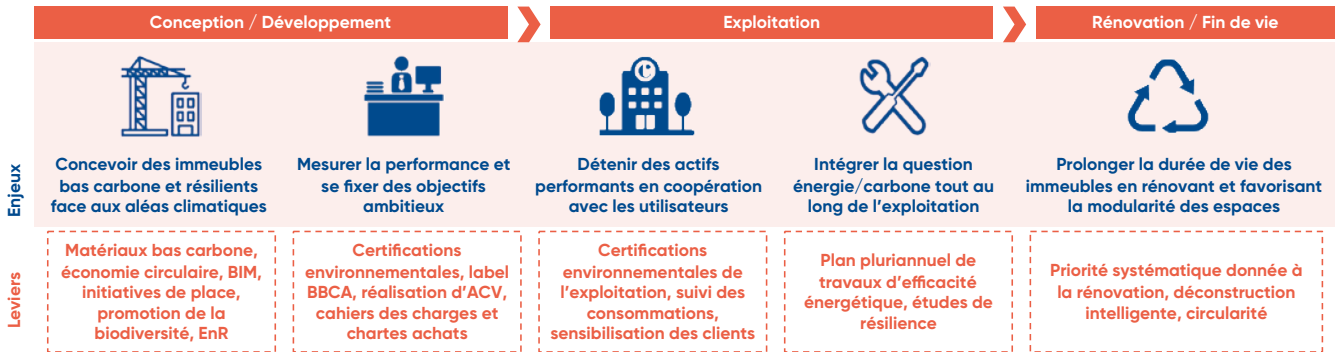 Conception / Développement
Exploitation
Rénovation / Fin de vie
Enjeux
Concevoir des immeubles
bas carbone et résilients
face aux aléas climatiques
Mesurer la performance et
se fixer des objectifs
ambitieux
Détenir des actifs
performants en coopération
avec les utilisateurs
Intégrer la question
énergie/carbone tout au
long de l'exploitation
Prolonger la durée de vie des
immeubles en rénovant et favorisant
la modularité des espaces
Leviers
Matériaux bas carbone,
économie circulaire, BIM,
initiatives de place,
promotion de la
biodiversité, EnR
Certifications
environnementales, label
BBCA, réalisation d'ACV,
cahiers des charges et
chartes achats
Certifications
environnementales de
l'exploitation, suivi des
consommations,
sensibilisation des clients
Plan pluriannuel de
travaux d'efficacité
énergétique, études de
résilience
Priorité systématique donnée à
la rénovation, déconstruction
intelligente, circularité